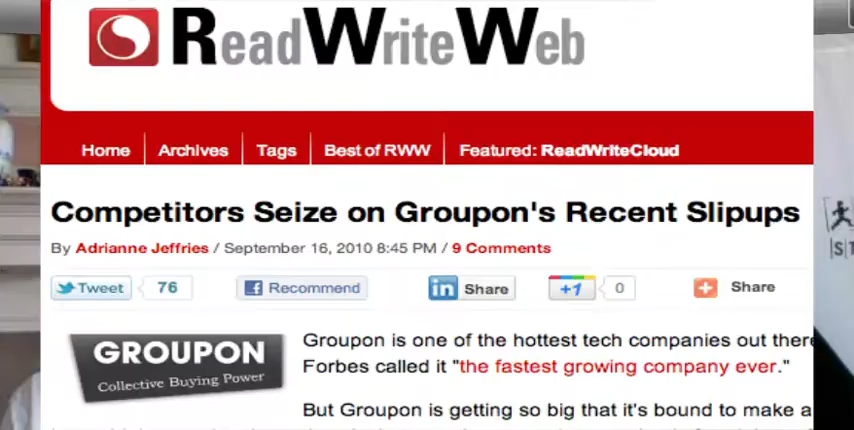 ReadWriteWeb
Home Archives Tags Best of RWW Featured: ReadWriteCloud
Competitors Seize on Groupon's Recent Slipups
By Adrianne Jeffries / September 16, 2010 8:45 PM / 9 Comments
Tweet 76 Recommend Share +1 0 Share
GROUPON
Collective Buying Power
Groupon is one of the hottest tech companies out there
Forbes called it "the fastest growing company ever."
But Groupon is getting so big that it's bound to make a